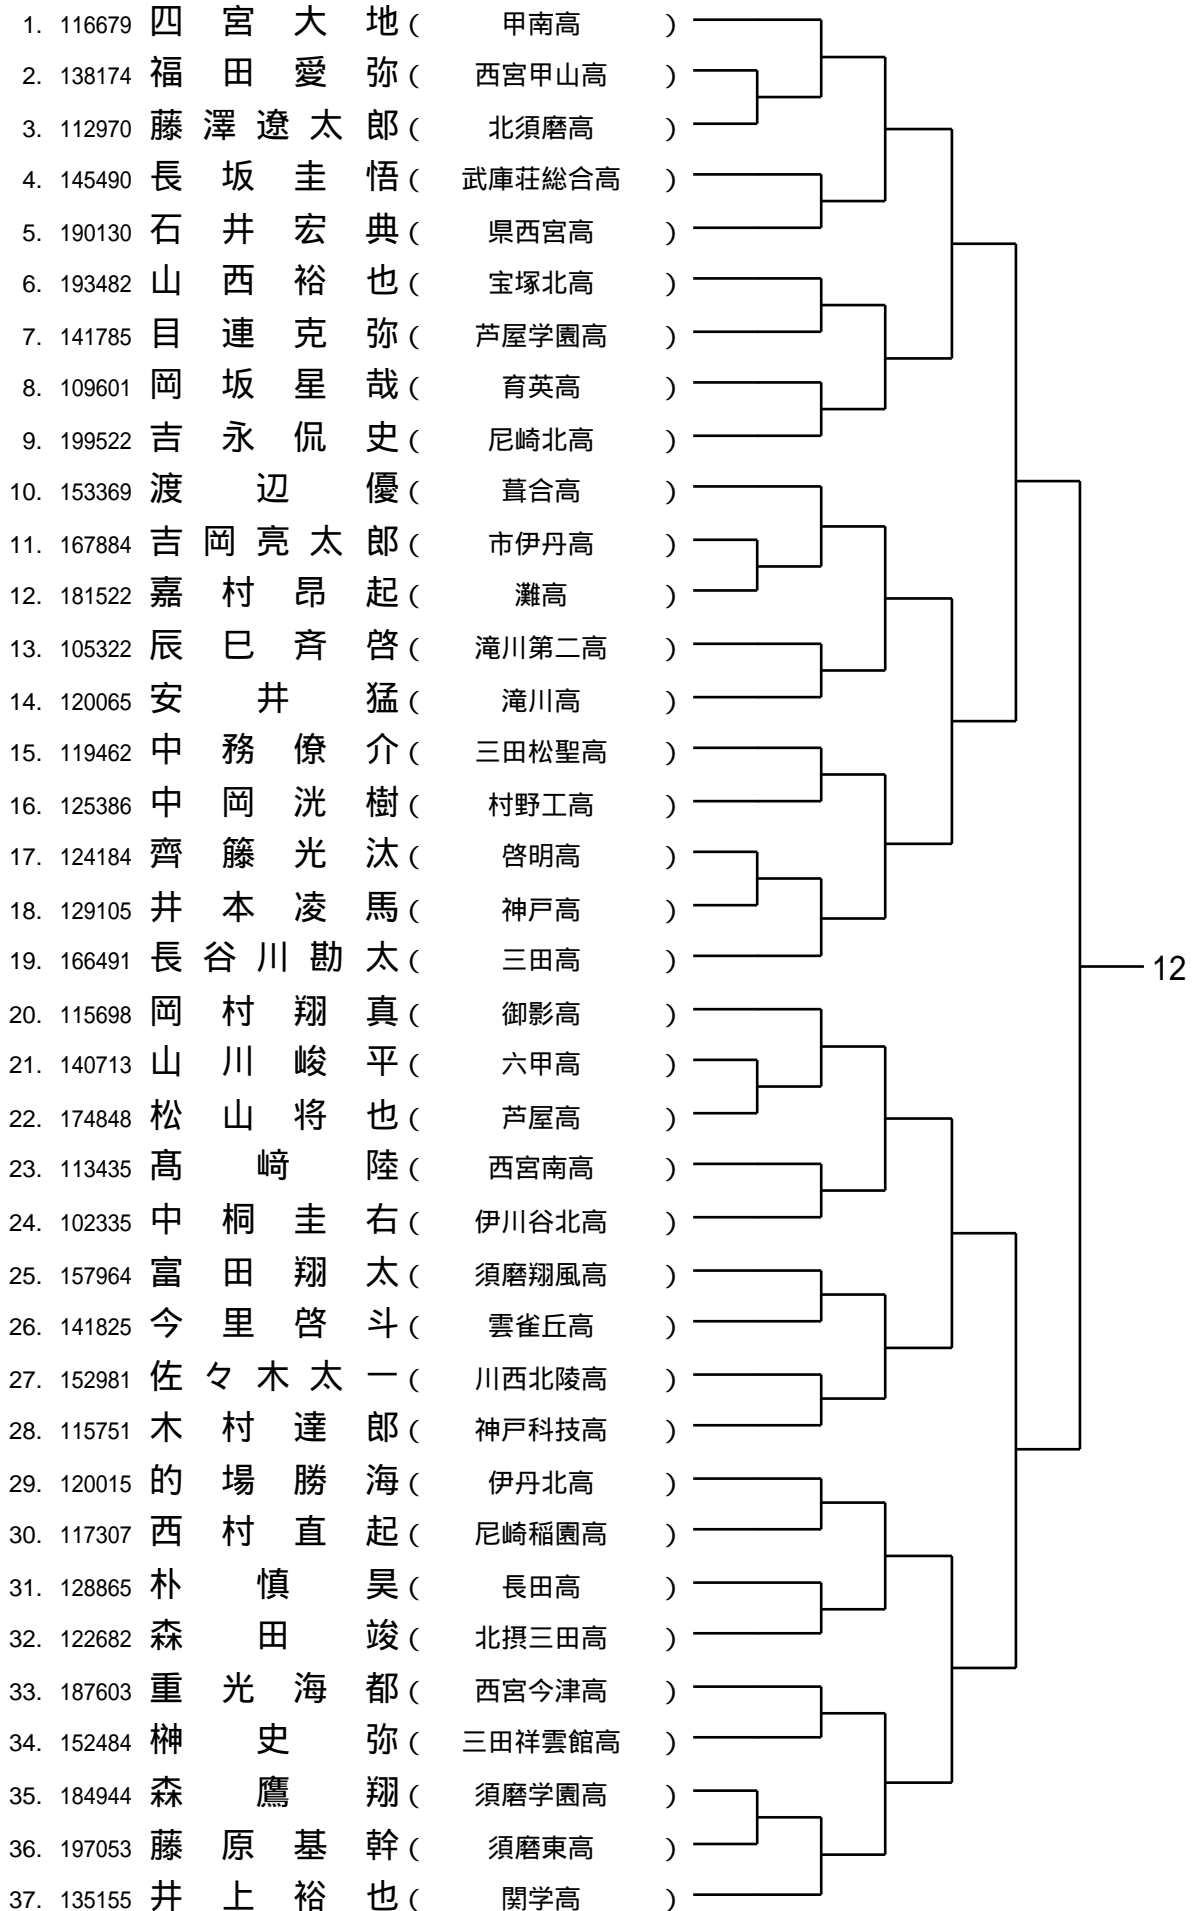 1. 116679 四宮大地( 甲南高 )
2. 138174 福田愛弥( 西宮甲山高 )
3. 112970 藤澤遼太郎( 北須磨高 )
4. 145490 長坂圭悟( 武庫荘総合高 )
5. 190130 石井宏典( 県西宮高 )
6. 193482 山西裕也( 宝塚北高 )
7. 141785 目連克弥( 芦屋学園高 )
8. 109601 岡坂星哉( 育英高 )
9. 199522 吉永侃史( 尼崎北高 )
10. 153369 渡辺優( 葺合高 )
11. 167884 吉岡亮太郎( 市伊丹高 )
12. 181522 嘉村昂起( 灘高 )
13. 105322 辰巳斉啓( 滝川第二高 )
14. 120065 安井猛( 滝川高 )
15. 119462 中務僚介( 三田松聖高 )
16. 125386 中岡洸樹( 村野工高 )
17. 124184 齊籐光汰( 啓明高 )
18. 129105 井本凌馬( 神戸高 )
19. 166491 長谷川勘太( 三田高 )
12
20. 115698 岡村翔真( 御影高 )
21. 140713 山川峻平( 六甲高 )
22. 174848 松山将也( 芦屋高 )
23. 113435 髙﨑陸( 西宮南高 )
24. 102335 中桐圭右( 伊川谷北高 )
25. 157964 富田翔太( 須磨翔風高 )
26. 141825 今里啓斗( 雲雀丘高 )
27. 152981 佐々木太一( 川西北陵高 )
28. 115751 木村達郎( 神戸科技高 )
29. 120015 的場勝海( 伊丹北高 )
30. 117307 西村直起( 尼崎稲園高 )
31. 128865 朴慎昊( 長田高 )
32. 122682 森田竣( 北摂三田高 )
33. 187603 重光海都( 西宮今津高 )
34. 152484 榊史弥( 三田祥雲館高 )
35. 184944 森鷹翔( 須磨学園高 )
36. 197053 藤原基幹( 須磨東高 )
37. 135155 井上裕也( 関学高 )